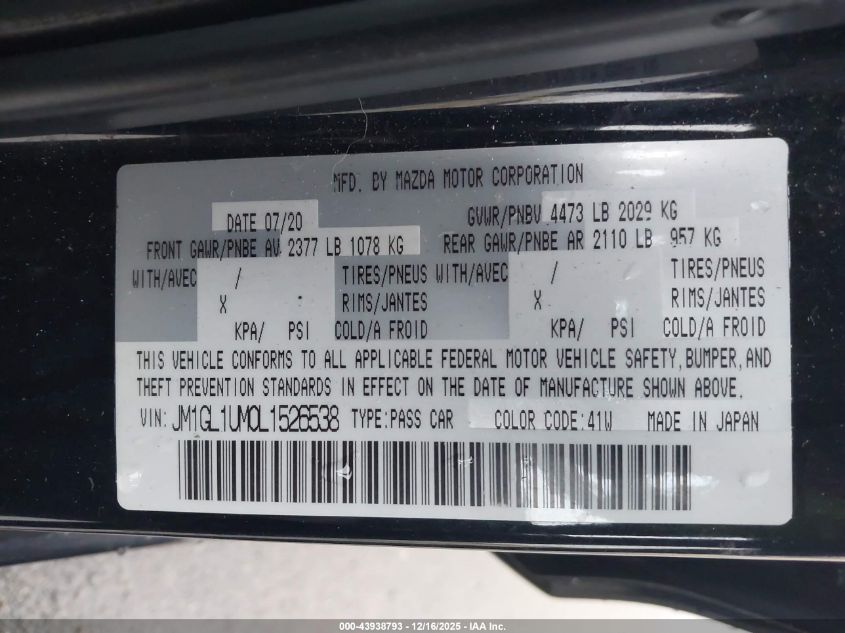 MFD. BY MAZDA MOTOR CORPORATION
DATE 07/20 GVWR/PNBV 4473 LB 2029 KG
FRONT GAWR/PNBE AV 2377 LB 1078 KG REAR GAWR/PNBE AR 2110 LB 957 KG
WITH/AVEC / TIRES/PNEUS WITH/AVEC / TIRES/PNEUS
X . RIMS/JANTES X . RIMS/JANTES
KPA/ PSI COLD/A FROID KPA/ PSI COLD/A FROID
THIS VEHICLE CONFORMS TO ALL APPLICABLE FEDERAL MOTOR VEHICLE SAFETY, BUMPER, AND
THEFT PREVENTION STANDARDS IN EFFECT ON THE DATE OF MANUFACTURE SHOWN ABOVE.
VIN: JM1GL1UM0L1526538 TYPE:PASS CAR COLOR CODE:41W MADE IN JAPAN
000-43938793 - 12/16/2025 - IAA Inc.